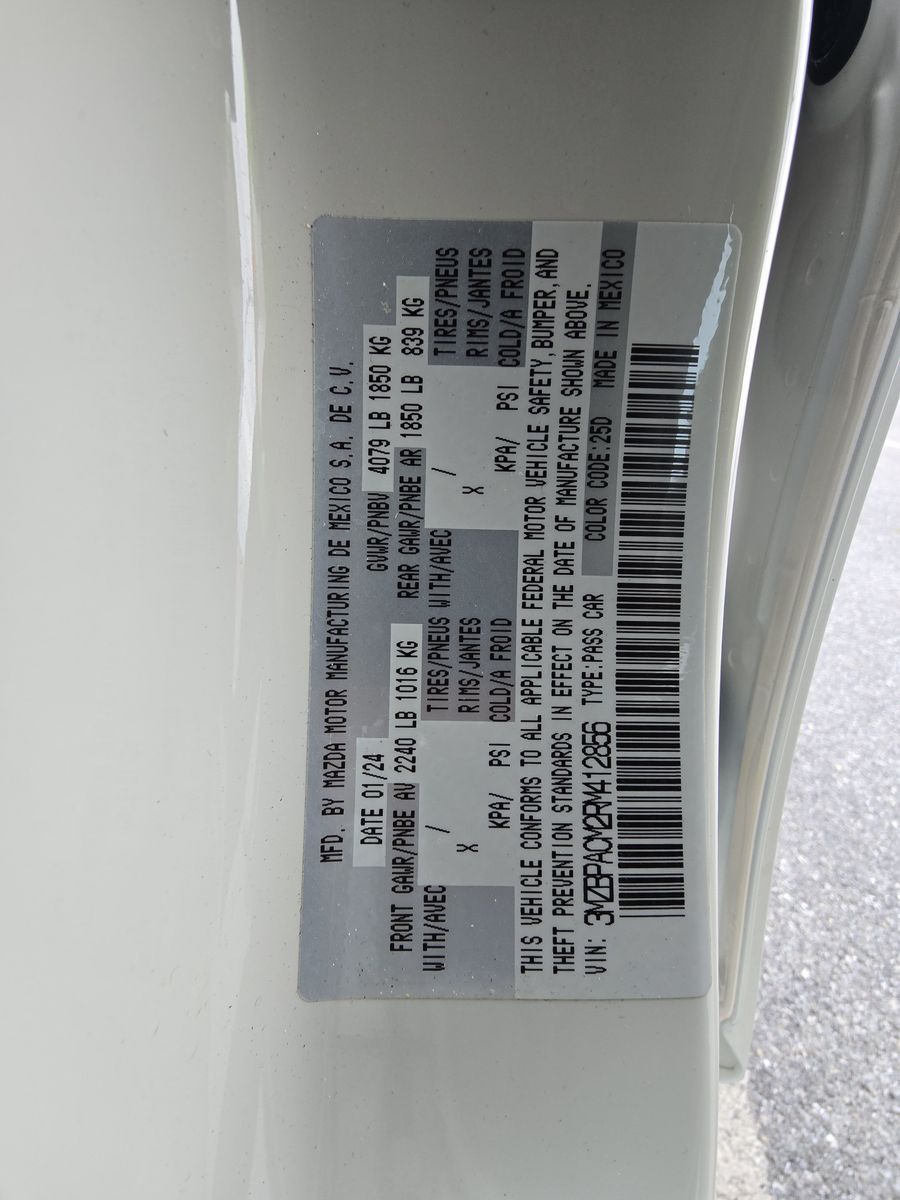 MFD. BY MAZDA MOTOR MANUFACTURING DE MEXICO S.A. DE C.V.
DATE 01/24 GVWR/PNBV 4079 LB 1850 KG
FRONT GAWR/PNBE AV 2240 LB 1016 KG REAR GAWR/PNBE AR 1850 LB 839 KG
WITH/AVEC / TIRES/PNEUS WITH/AVEC / TIRES/PNEUS
X RIMS/JANTES X RIMS/JANTES
KPA/ PSI COLD/A FROID KPA/ PSI COLD/A FROID
THIS VEHICLE CONFORMS TO ALL APPLICABLE FEDERAL MOTOR VEHICLE SAFETY, BUMPER, AND
THEFT PREVENTION STANDARDS IN EFFECT ON THE DATE OF MANUFACTURE SHOWN ABOVE.
VIN: 3MZBPACM2RM412856 TYPE:PASS CAR COLOR CODE:25D MADE IN MEXICO